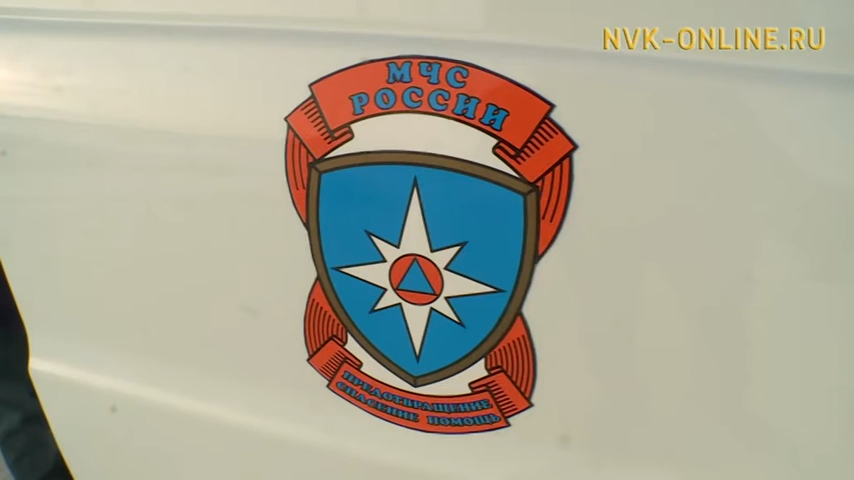 NVK-ONLINE.RU
МЧС
РОССИИ
ПРЕДОТВРАЩЕНИЕ
СПАСЕНИЕ ПОМОЩЬ